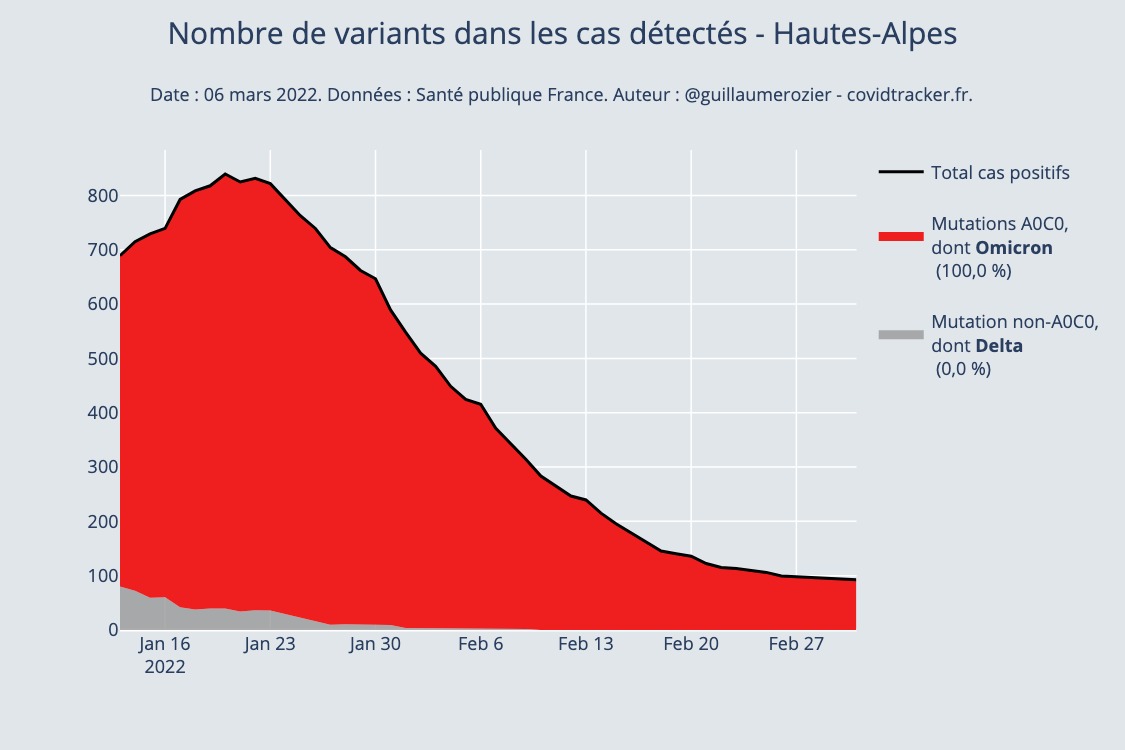 Nombre de variants dans les cas détectés - Hautes-Alpes
Date : 06 mars 2022. Données : Santé publique France. Auteur : @guillaumerozier - covidtracker.fr.
800
700
600
500
400
300
200
100
0
Jan 16
2022
Jan 23
Jan 30
Feb 6
Feb 13
Feb 20
Feb 27
Total cas positifs
Mutations A0C0,
dont Omicron
(100,0 %)
Mutation non-A0C0,
dont Delta
(0,0 %)